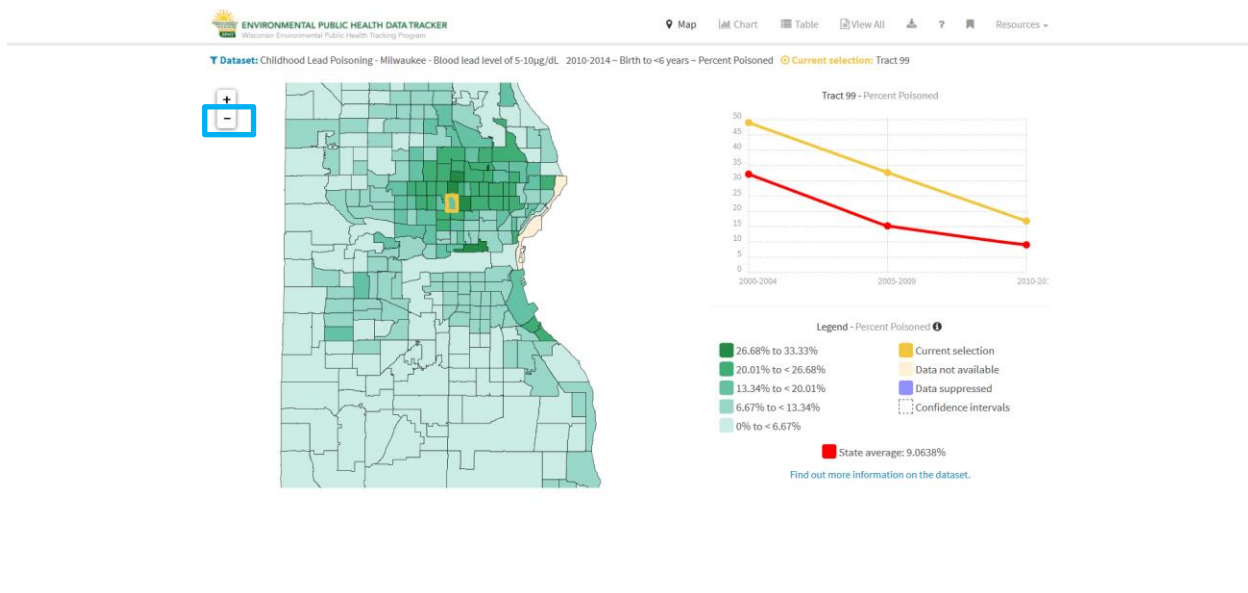 ENVIRONMENTAL PUBLIC HEALTH DATA TRACKER
Wisconsin Environmental Public Health Tracking Program
Map Chart Table View All ? Resources
Dataset: Childhood Lead Poisoning - Milwaukee - Blood lead level of 5-10µg/dL 2010-2014 ~ Birth to <6 years ~ Percent Poisoned Current selection: Tract 99
+
−
Tract 99 - Percent Poisoned
50
45
40
35
30
25
20
15
10
5
0
2000-2004 2005-2009 2010-20
Legend - Percent Poisoned
26.68% to 33.33% Current selection
20.01% to < 26.68% Data not available
13.34% to < 20.01% Data suppressed
6.67% to < 13.34% Confidence intervals
0% to < 6.67%
State average: 9.0638%
Find out more information on the dataset.